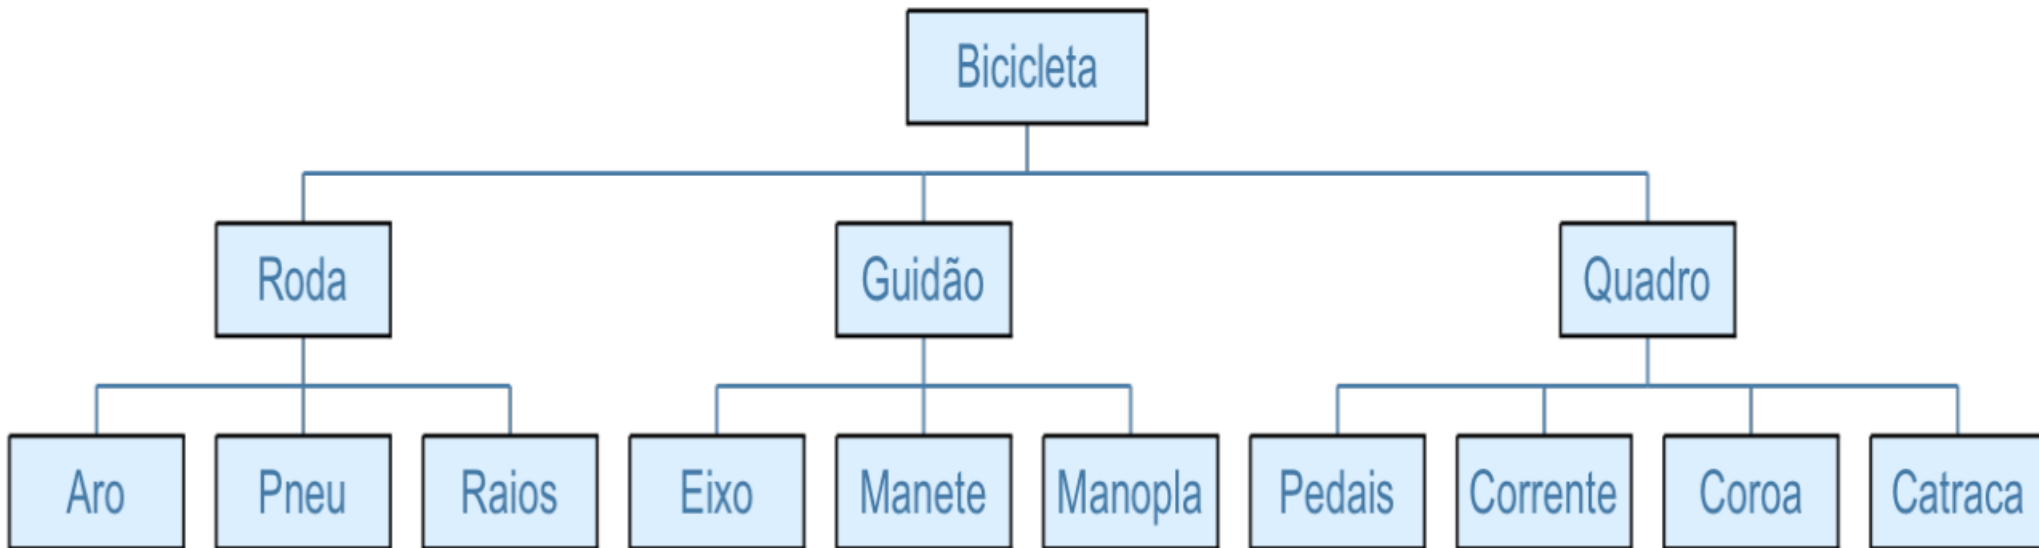 Bicicleta
Roda
Guidão
Quadro
Aro
Pneu
Raios
Eixo
Manete
Manopla
Pedais
Corrente
Coroa
Catraca